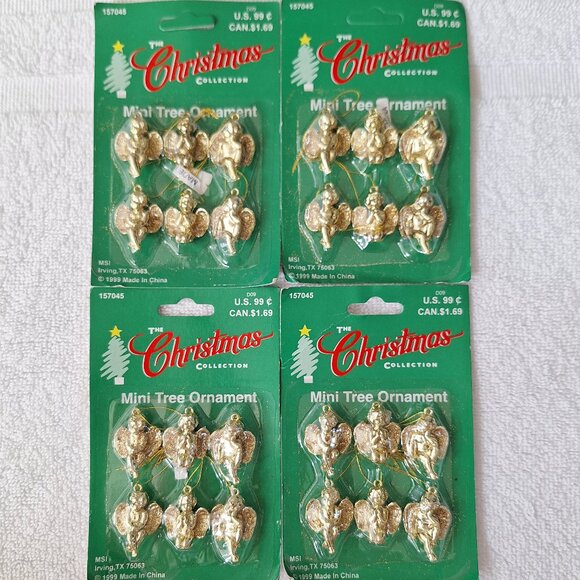 157045
D09
U.S. 99 ¢
CAN.$1.69
THE
Christmas
COLLECTION
Mini Tree Ornament
MSI
Irving,TX 75063
© 1999 Made In China
157045
D09
U.S. 99 ¢
CAN.$1.69
THE
Christmas
COLLECTION
Mini Tree Ornament
MSI
Irving,TX 75063
© 1999 Made In China
157045
D09
U.S. 99 ¢
CAN.$1.69
THE
Christmas
COLLECTION
Mini Tree Ornament
MSI
Irving,TX 75063
© 1999 Made In China
157045
D09
U.S. 99 ¢
CAN.$1.69
THE
Christmas
COLLECTION
Mini Tree Ornament
MSI
Irving,TX 75063
© 1999 Made In China